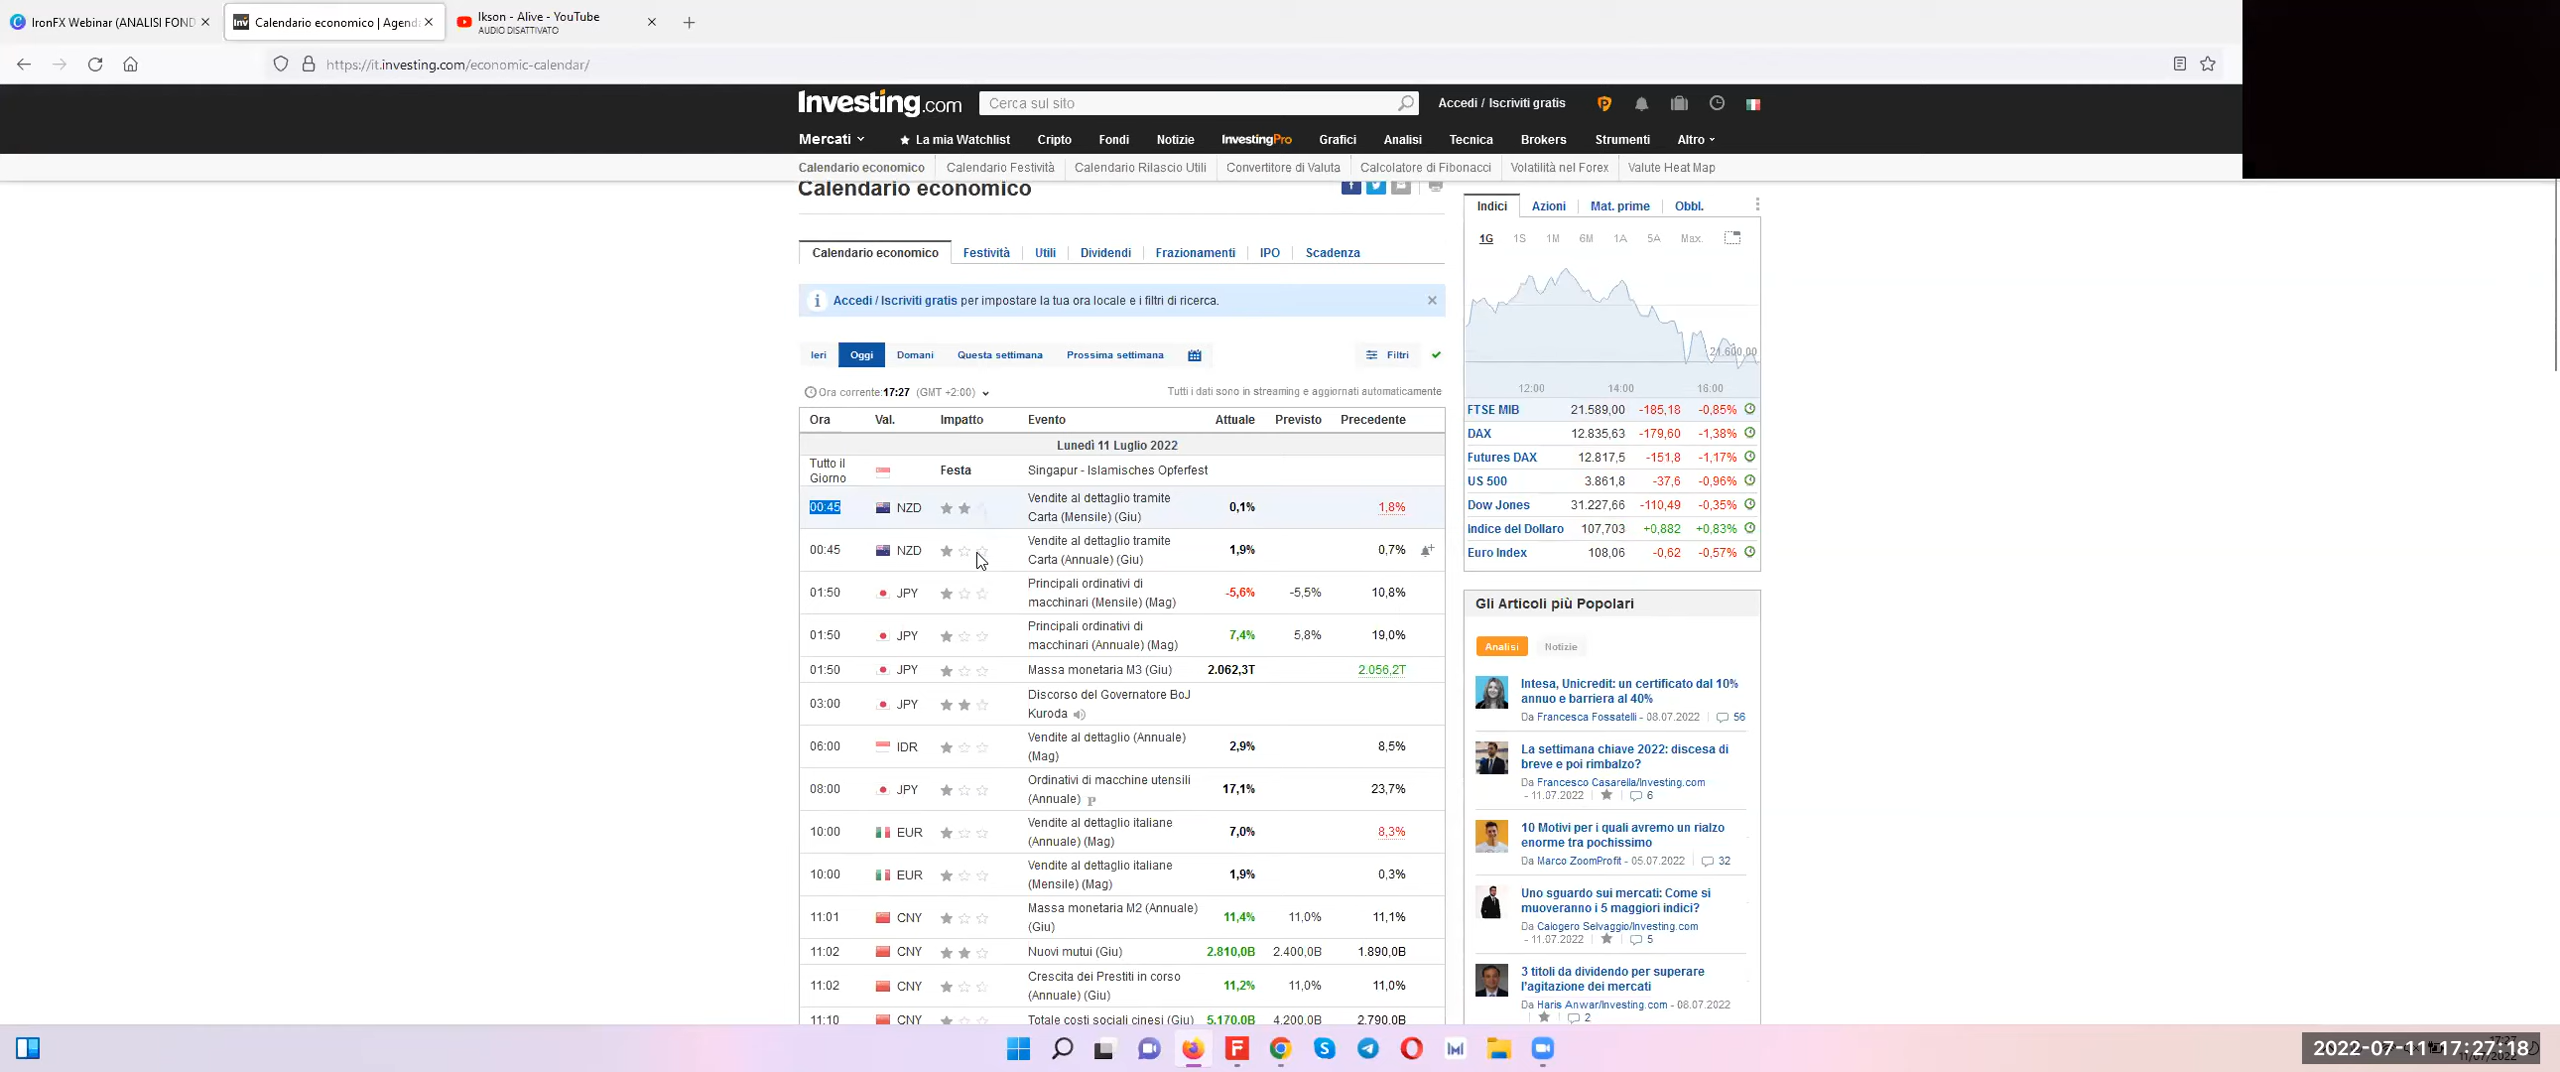 IronFX Webinar (ANALISI FOND
Calendario economico | Agend
Ikson - Alive - YouTube
AUDIO DISATTIVATO
https://it.investing.com/economic-calendar/
Investing.com
Cerca sul sito
Accedi / Iscriviti gratis
Mercati
La mia Watchlist
Cripto
Fondi
Notizie
InvestingPro
Grafici
Analisi
Tecnica
Brokers
Strumenti
Altro
Calendario economico
Calendario Festività
Calendario Rilascio Utili
Convertitore di Valuta
Calcolatore di Fibonacci
Volatilità nel Forex
Valute Heat Map
Calendario economico
Calendario economico
Festività
Utili
Dividendi
Frazionamenti
IPO
Scadenza
Accedi / Iscriviti gratis per impostare la tua ora locale e i filtri di ricerca.
Ieri
Oggi
Domani
Questa settimana
Prossima settimana
Filtri
Ora corrente:17:27 (GMT +2:00)
Tutti i dati sono in streaming e aggiornati automaticamente
Ora Val. Impatto Evento Attuale Previsto Precedente
Lunedì 11 Luglio 2022
Tutto il
Giorno
Festa Singapur - Islamisches Opferfest
00:45 NZD Vendite al dettaglio tramite
Carta (Mensile) (Giu) 0,1% 1,8%
00:45 NZD Vendite al dettaglio tramite
Carta (Annuale) (Giu) 1,9% 0,7%
01:50 JPY Principali ordinativi di
macchinari (Mensile) (Mag) -5,6% -5,5% 10,8%
01:50 JPY Principali ordinativi di
macchinari (Annuale) (Mag) 7,4% 5,8% 19,0%
01:50 JPY Massa monetaria M3 (Giu) 2.062,3T 2.056,2T
03:00 JPY Discorso del Governatore BoJ
Kuroda
06:00 IDR Vendite al dettaglio (Annuale)
(Mag) 2,9% 8,5%
08:00 JPY Ordinativi di macchine utensili
(Annuale) P 17,1% 23,7%
10:00 EUR Vendite al dettaglio italiane
(Annuale) (Mag) 7,0% 8,3%
10:00 EUR Vendite al dettaglio italiane
(Mensile) (Mag) 1,9% 0,3%
11:01 CNY Massa monetaria M2 (Annuale)
(Giu) 11,4% 11,0% 11,1%
11:02 CNY Nuovi mutui (Giu) 2.810,0B 2.400,0B 1.890,0B
11:02 CNY Crescita dei Prestiti in corso
(Annuale) (Giu) 11,2% 11,0% 11,0%
11:10 CNY Totale costi sociali cinesi (Giu) 5.170,0B 4.200,0B 2.790,0B
Indici
Azioni
Mat. prime
Obbl.
1G 1S 1M 6M 1A 5A Max.
21.600,00
12:00 14:00 16:00
FTSE MIB 21.589,00 -185,18 -0,85%
DAX 12.835,63 -179,60 -1,38%
Futures DAX 12.817,5 -151,8 -1,17%
US 500 3.861,8 -37,6 -0,96%
Dow Jones 31.227,66 -110,49 -0,35%
Indice del Dollaro 107,703 +0,882 +0,83%
Euro Index 108,06 -0,62 -0,57%
Gli Articoli più Popolari
Analisi
Notizie
Intesa, Unicredit: un certificato dal 10%
annuo e barriera al 40%
Da Francesca Fossatelli - 08.07.2022 56
La settimana chiave 2022: discesa di
breve e poi rimbalzo?
Da Francesco Casarella/Investing.com
- 11.07.2022 6
10 Motivi per i quali avremo un rialzo
enorme tra pochissimo
Da Marco ZoomProfit - 05.07.2022 32
Uno sguardo sui mercati: Come si
muoveranno i 5 maggiori indici?
Da Calogero Selvaggio/Investing.com
- 11.07.2022 5
3 titoli da dividendo per superare
l'agitazione dei mercati
Da Haris Anwar/Investing.com - 08.07.2022
2
2022-07-11 17:27:18